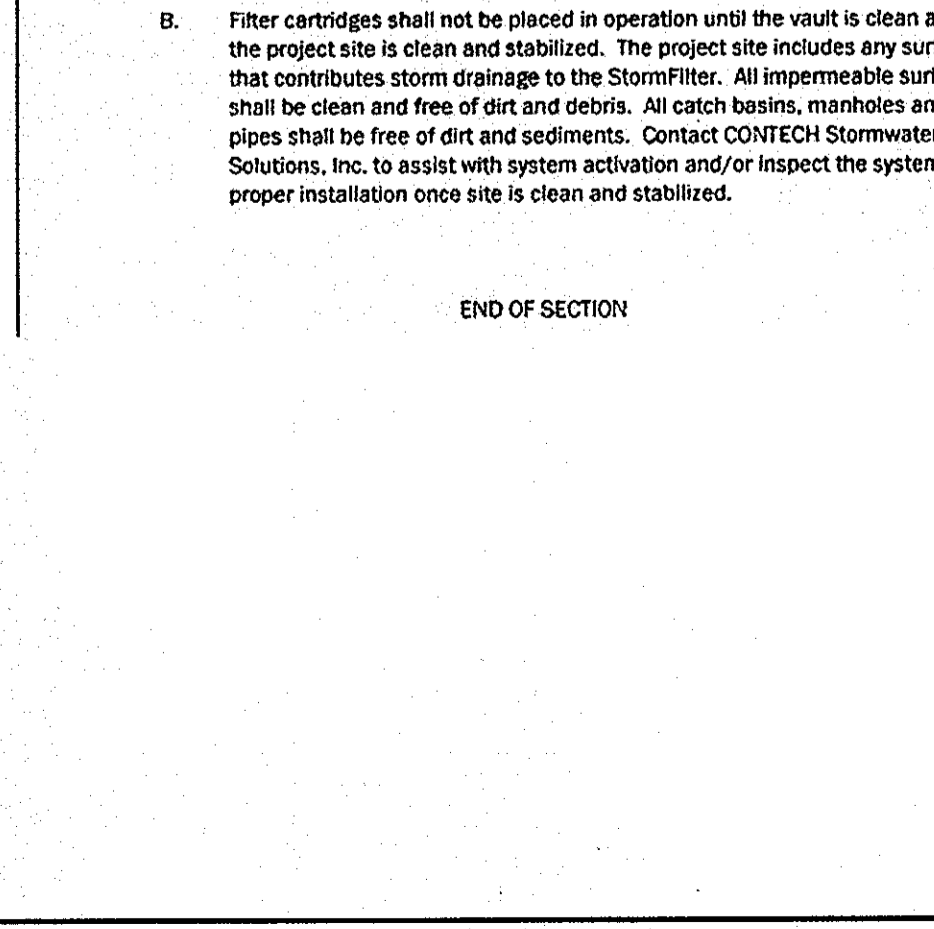 B. Filter cartridges shall not be placed in operation until the vault is clean a
the project site is clean and stabilized. The project site includes any sur
that contributes storm drainage to the StormFilter. All impermeable surf
shall be clean and free of dirt and debris. All catch basins, manholes an
pipes shall be free of dirt and sediments. Contact CONTECH Stormwater
Solutions, Inc. to assist with system activation and/or inspect the system
proper installation once site is clean and stabilized.
END OF SECTION